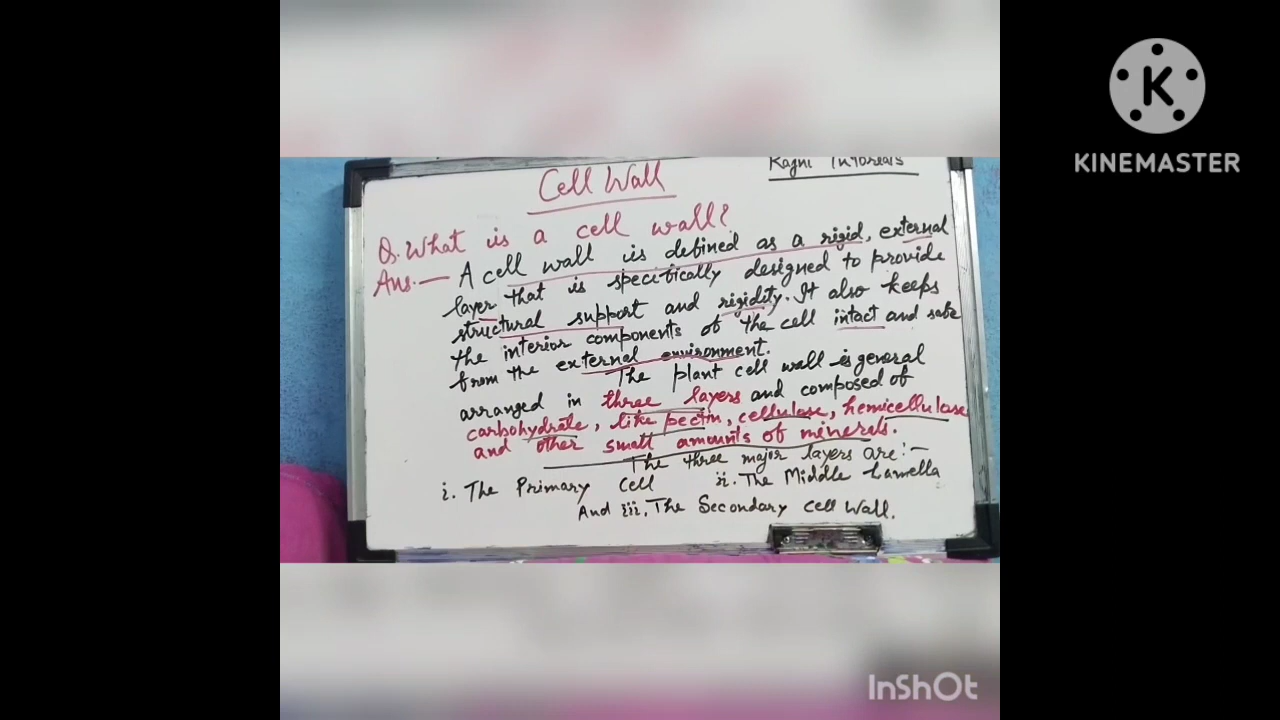 Rajni Tutorials
Cell Wall
Q. What is a cell wall?
Ans. — A cell wall is defined as a rigid, external
layer that is specifically designed to provide
structural support and rigidity. It also keeps
the interior components of the cell intact and safe
from the external environment.
The plant cell wall is general
arranged in three layers and composed of
carbohydrate, like pectin, cellulose, hemicellulose
and other small amounts of minerals.
The three major layers are:—
i. The Primary Cell ii. The Middle Lamella
And iii. The Secondary Cell Wall.
K
KINEMASTER
InShOt